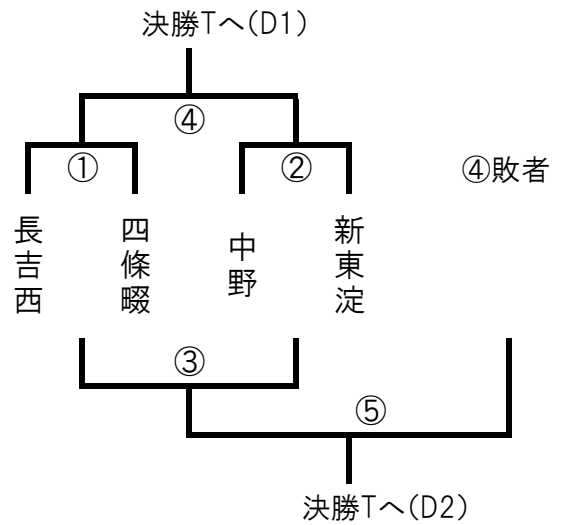 決勝Tへ(D1)
④
① ②
④敗者
長吉西
四條畷
中野
新東淀
③
⑤
決勝Tへ(D2)